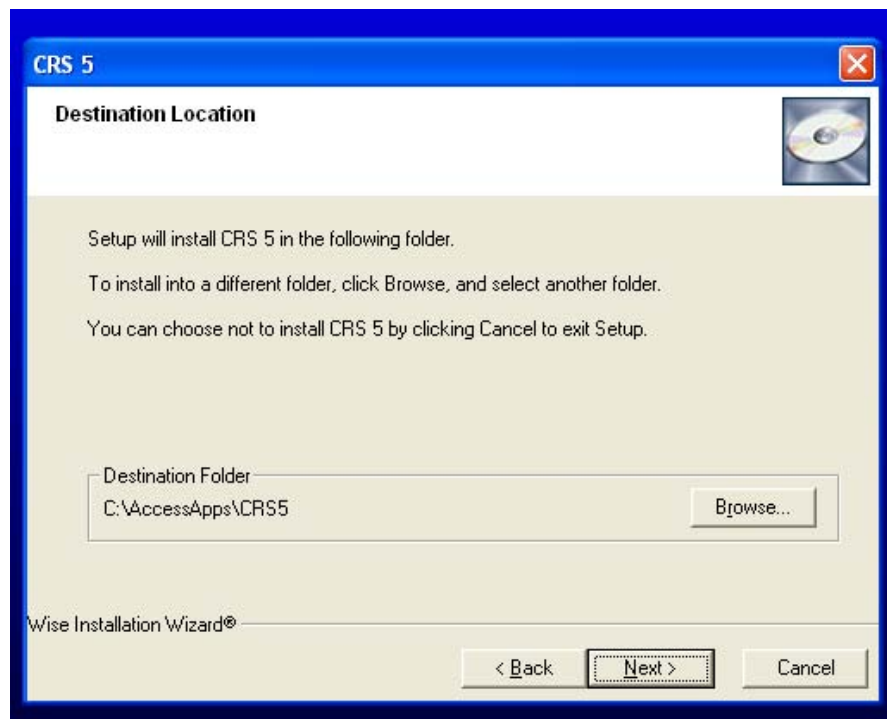 CRS 5
Destination Location
Setup will install CRS 5 in the following folder.
To install into a different folder, click Browse, and select another folder.
You can choose not to install CRS 5 by clicking Cancel to exit Setup.
Destination Folder
C:\AccessApps\CRS5
Browse...
Wise Installation Wizard®
< Back Next > Cancel